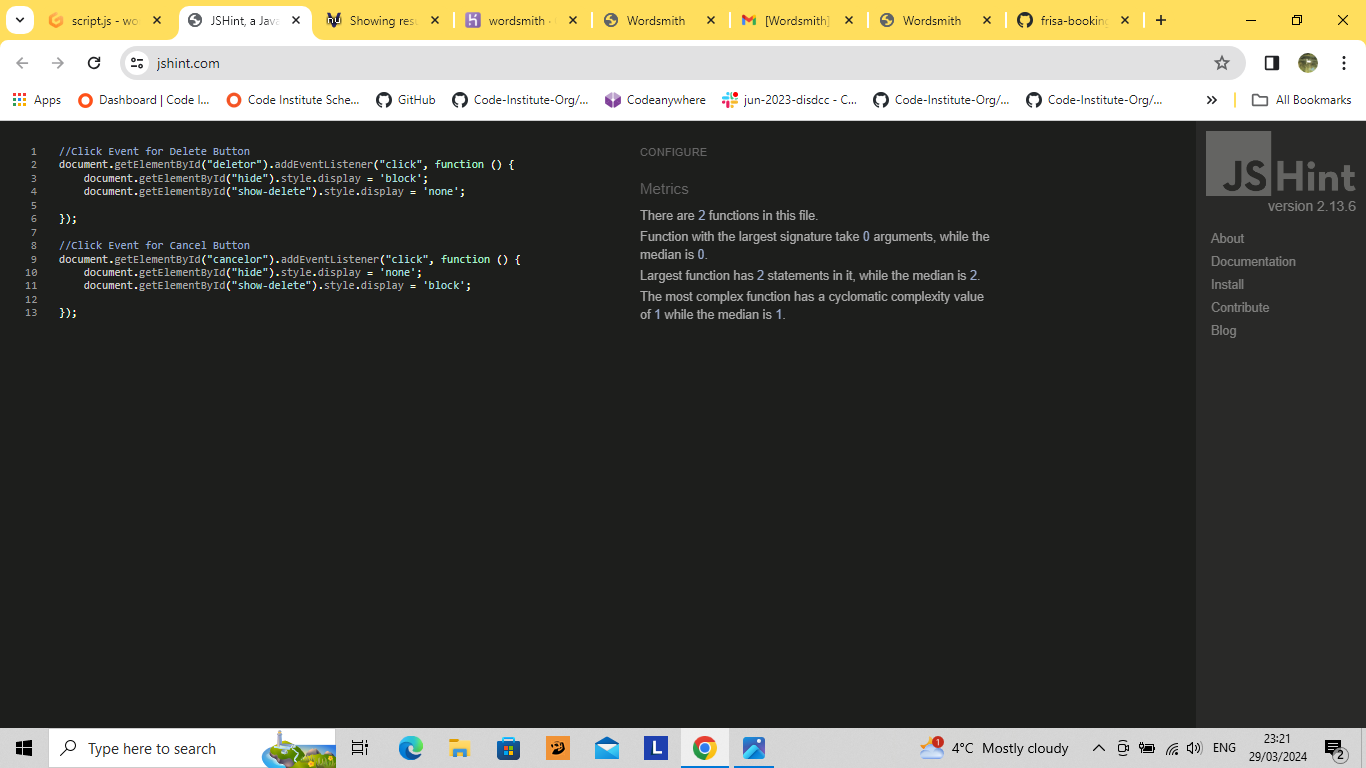 script.js - wo
JSHint, a Java
Showing resu
wordsmith ·
Wordsmith
[Wordsmith]
Wordsmith
frisa-booking
jshint.com
Apps
Dashboard | Code I...
Code Institute Sche...
GitHub
Code-Institute-Org/...
Codeanywhere
jun-2023-disdcc - C...
Code-Institute-Org/...
Code-Institute-Org/...
All Bookmarks
1 //Click Event for Delete Button
2 document.getElementById("deletor").addEventListener("click", function () {
3 document.getElementById("hide").style.display = 'block';
4 document.getElementById("show-delete").style.display = 'none';
5
6 });
7
8 //Click Event for Cancel Button
9 document.getElementById("cancelor").addEventListener("click", function () {
10 document.getElementById("hide").style.display = 'none';
11 document.getElementById("show-delete").style.display = 'block';
12
13 });
CONFIGURE
Metrics
There are 2 functions in this file.
Function with the largest signature take 0 arguments, while the
median is 0.
Largest function has 2 statements in it, while the median is 2.
The most complex function has a cyclomatic complexity value
of 1 while the median is 1.
JSHint
version 2.13.6
About
Documentation
Install
Contribute
Blog
Type here to search
L
1
4°C Mostly cloudy
ENG
23:21
29/03/2024
2